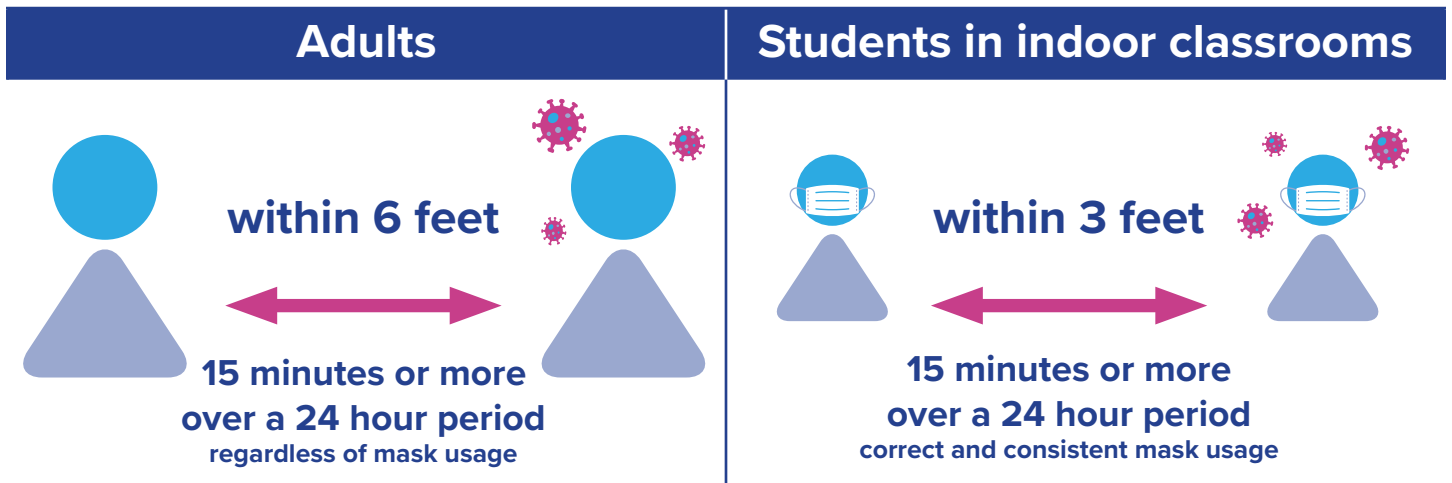 Adults
within 6 feet
15 minutes or more
over a 24 hour period
regardless of mask usage
Students in indoor classrooms
within 3 feet
15 minutes or more
over a 24 hour period
correct and consistent mask usage